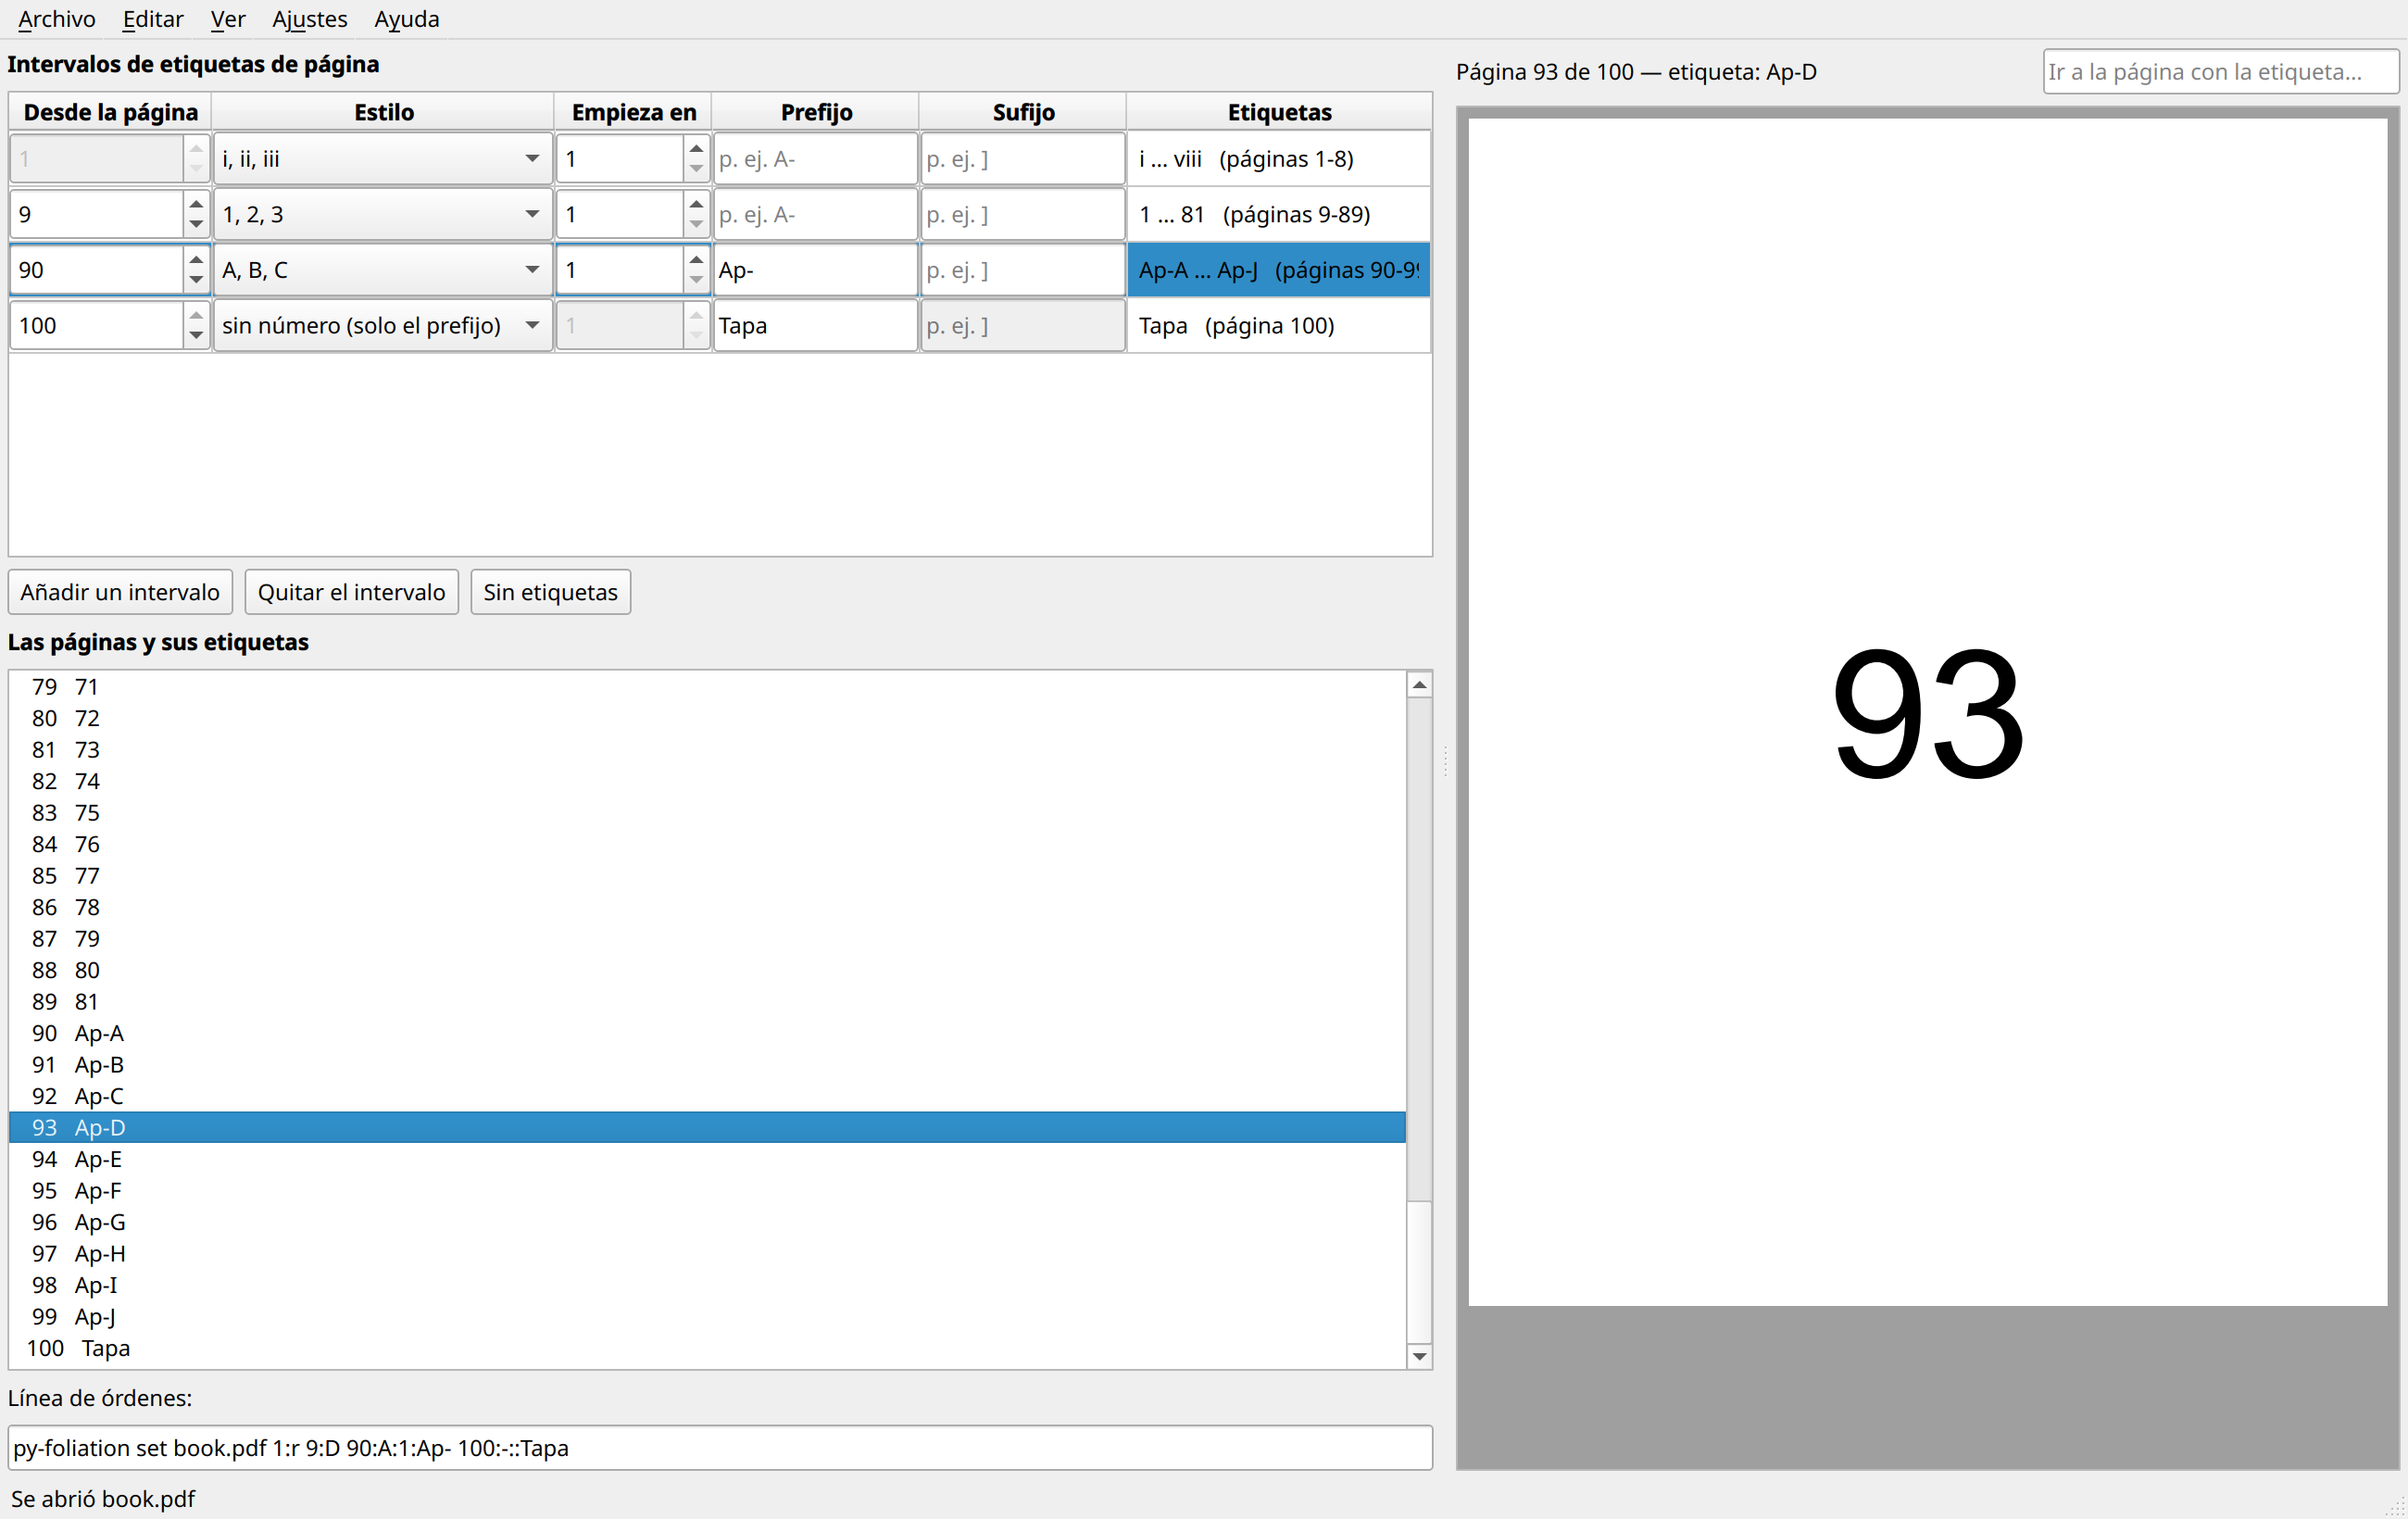 Archivo Editar Ver Ajustes Ayuda
Intervalos de etiquetas de página
Desde la página Estilo Empieza en Prefijo Sufijo Etiquetas
1 i, ii, iii 1 p. ej. A- p. ej. ] i ... viii (páginas 1-8)
9 1, 2, 3 1 p. ej. A- p. ej. ] 1 ... 81 (páginas 9-89)
90 A, B, C 1 Ap- p. ej. ] Ap-A ... Ap-J (páginas 90-9
100 sin número (solo el prefijo) 1 Tapa p. ej. ] Tapa (página 100)
Añadir un intervalo Quitar el intervalo Sin etiquetas
Las páginas y sus etiquetas
79 71
80 72
81 73
82 74
83 75
84 76
85 77
86 78
87 79
88 80
89 81
90 Ap-A
91 Ap-B
92 Ap-C
93 Ap-D
94 Ap-E
95 Ap-F
96 Ap-G
97 Ap-H
98 Ap-I
99 Ap-J
100 Tapa
Línea de órdenes:
py-foliation set book.pdf 1:r 9:D 90:A:1:Ap- 100:-::Tapa
Se abrió book.pdf
Página 93 de 100 — etiqueta: Ap-D
Ir a la página con la etiqueta...
93